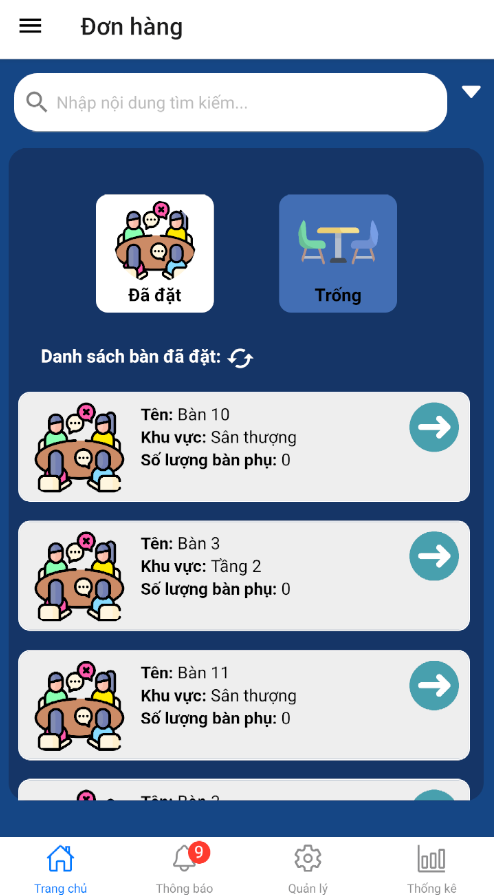 Đơn hàng
Nhập nội dung tìm kiếm...
Đã đặt
Trống
Danh sách bàn đã đặt:
Tên: Bàn 10
Khu vực: Sân thượng
Số lượng bàn phụ: 0
Tên: Bàn 3
Khu vực: Tầng 2
Số lượng bàn phụ: 0
Tên: Bàn 11
Khu vực: Sân thượng
Số lượng bàn phụ: 0
9
Trang chủ
Thông báo
Quản lý
Thống kê